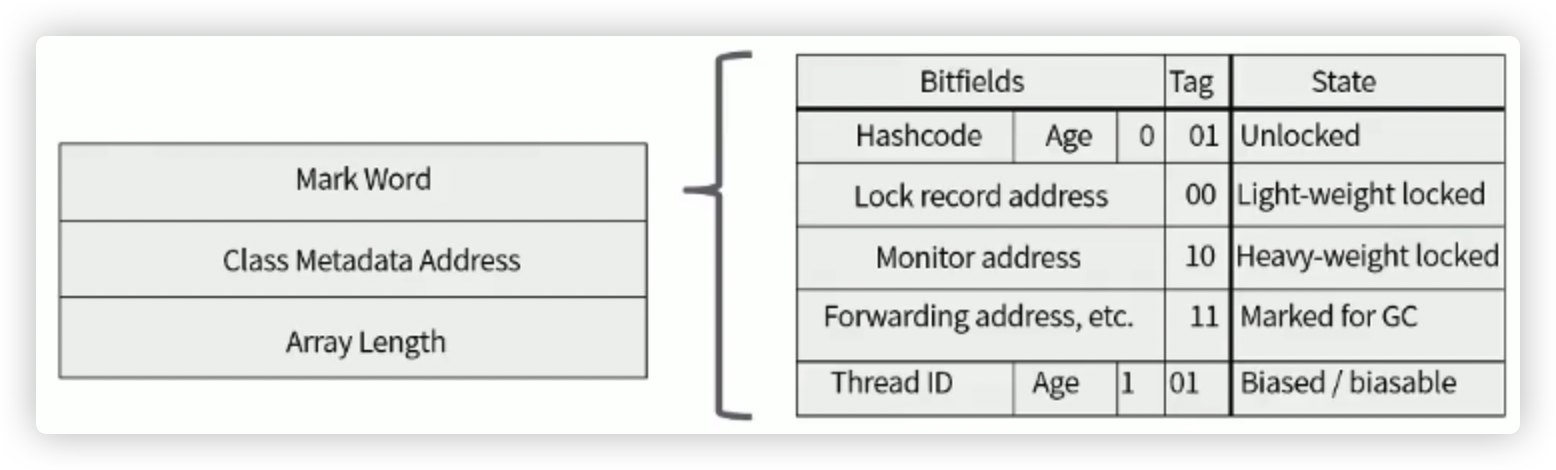 Mark Word
Class Metadata Address
Array Length
Bitfields Tag State
Hashcode Age 0 01 Unlocked
Lock record address 00 Light-weight locked
Monitor address 10 Heavy-weight locked
Forwarding address, etc. 11 Marked for GC
Thread ID Age 1 01 Biased / biasable